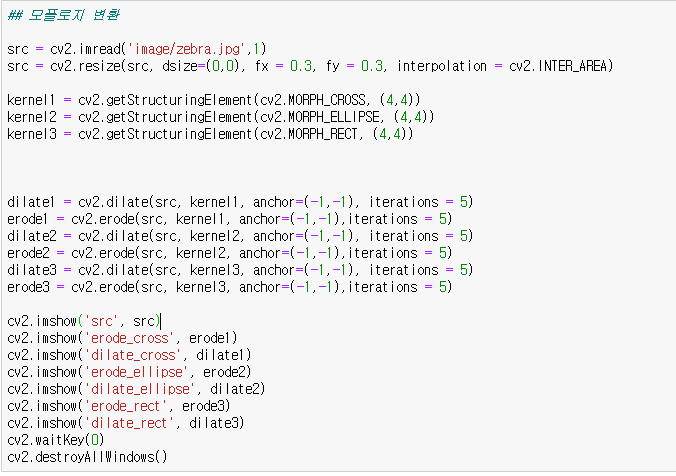 ## 모플로지 변환
src = cv2.imread('image/zebra.jpg',1)
src = cv2.resize(src, dsize=(0,0), fx = 0.3, fy = 0.3, interpolation = cv2.INTER_AREA)
kernel1 = cv2.getStructuringElement(cv2.MORPH_CROSS, (4,4))
kernel2 = cv2.getStructuringElement(cv2.MORPH_ELLIPSE, (4,4))
kernel3 = cv2.getStructuringElement(cv2.MORPH_RECT, (4,4))
dilate1 = cv2.dilate(src, kernel1, anchor=(-1,-1), iterations = 5)
erode1 = cv2.erode(src, kernel1, anchor=(-1,-1),iterations = 5)
dilate2 = cv2.dilate(src, kernel2, anchor=(-1,-1), iterations = 5)
erode2 = cv2.erode(src, kernel2, anchor=(-1,-1),iterations = 5)
dilate3 = cv2.dilate(src, kernel3, anchor=(-1,-1), iterations = 5)
erode3 = cv2.erode(src, kernel3, anchor=(-1,-1),iterations = 5)
cv2.imshow('src', src)
cv2.imshow('erode_cross', erode1)
cv2.imshow('dilate_cross', dilate1)
cv2.imshow('erode_ellipse', erode2)
cv2.imshow('dilate_ellipse', dilate2)
cv2.imshow('erode_rect', erode3)
cv2.imshow('dilate_rect', dilate3)
cv2.waitKey(0)
cv2.destroyAllWindows()